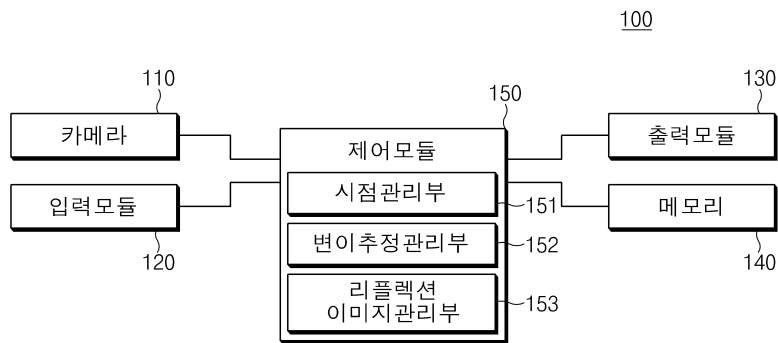 100
110
카메라
150
130
출력모듈
제어모듈
시점관리부
151
입력모듈
120
메모리
140
변이추정관리부
152
리플렉션
이미지관리부
153